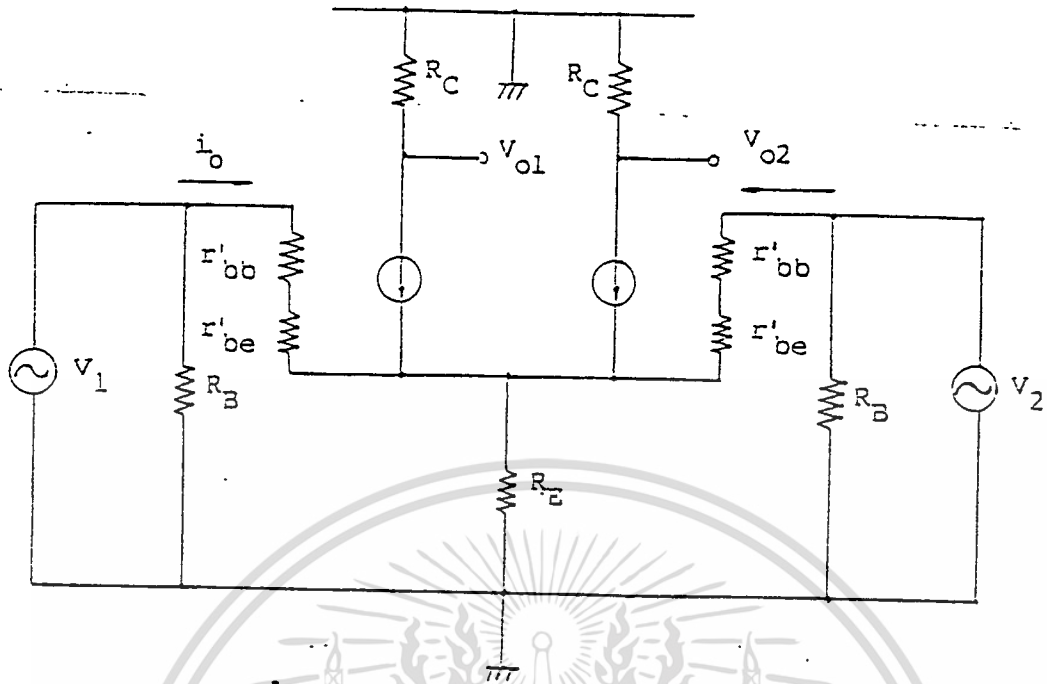 R_C
R_C
i_o
V_o1
V_o2
r'_bb
r'_be
r'_bb
r'_be
V_1
R_B
R_E
R_B
V_2